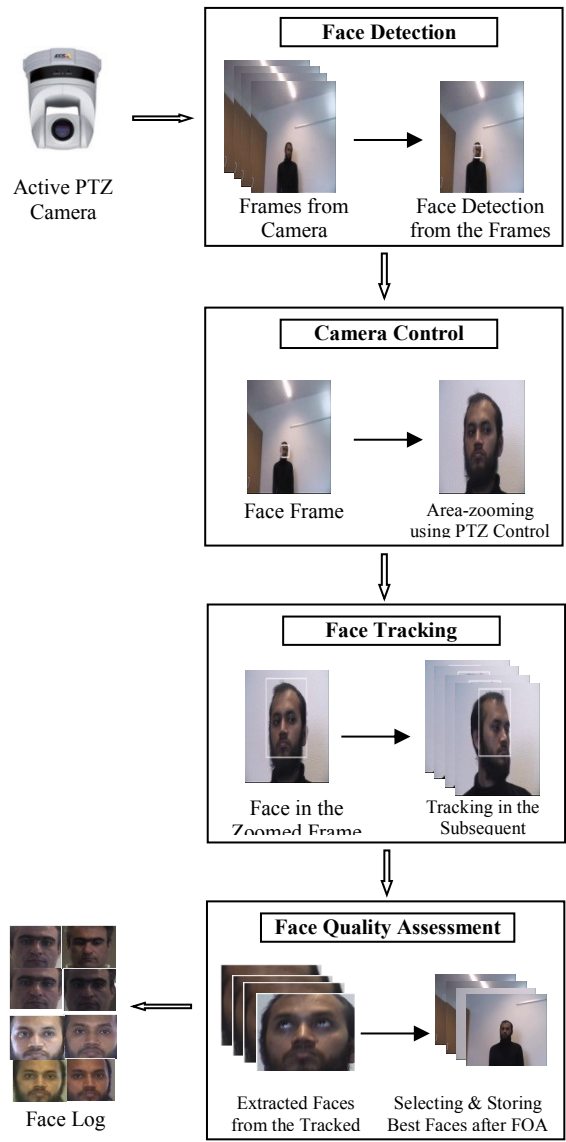 AXIS
Active PTZ
Camera
Face Detection
Frames from
Camera
Face Detection
from the Frames
Camera Control
Face Frame
Area-zooming
using PTZ Control
Face Tracking
Face in the
Zoomed Frame
Tracking in the
Subsequent
Face Quality Assessment
Extracted Faces
from the Tracked
Selecting & Storing
Best Faces after FQA
Face Log